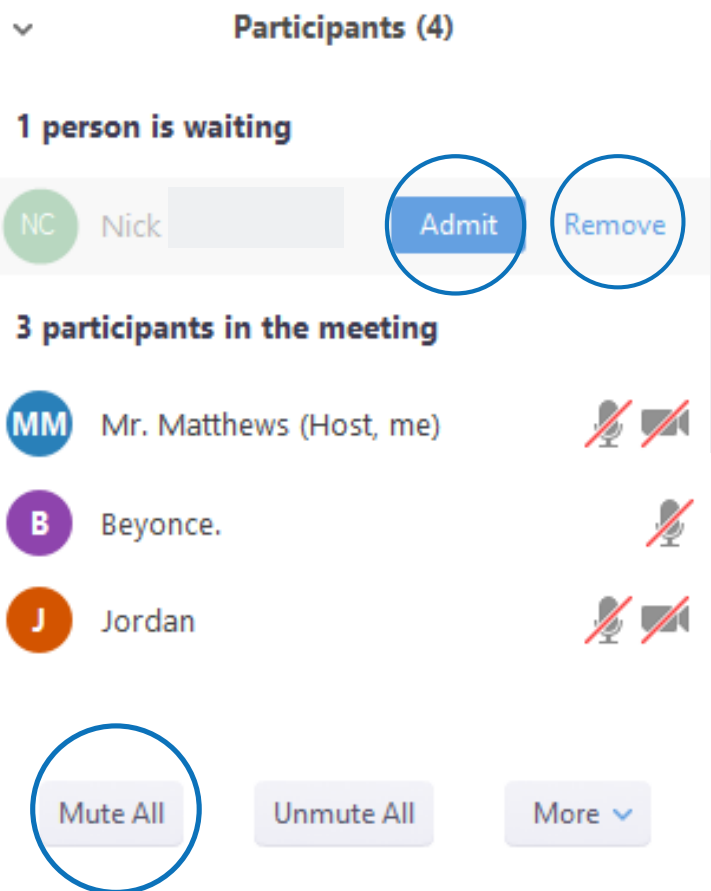 Participants (4)
1 person is waiting
NC Nick Admit Remove
3 participants in the meeting
MM Mr. Matthews (Host, me)
B Beyonce.
J Jordan
Mute All Unmute All More